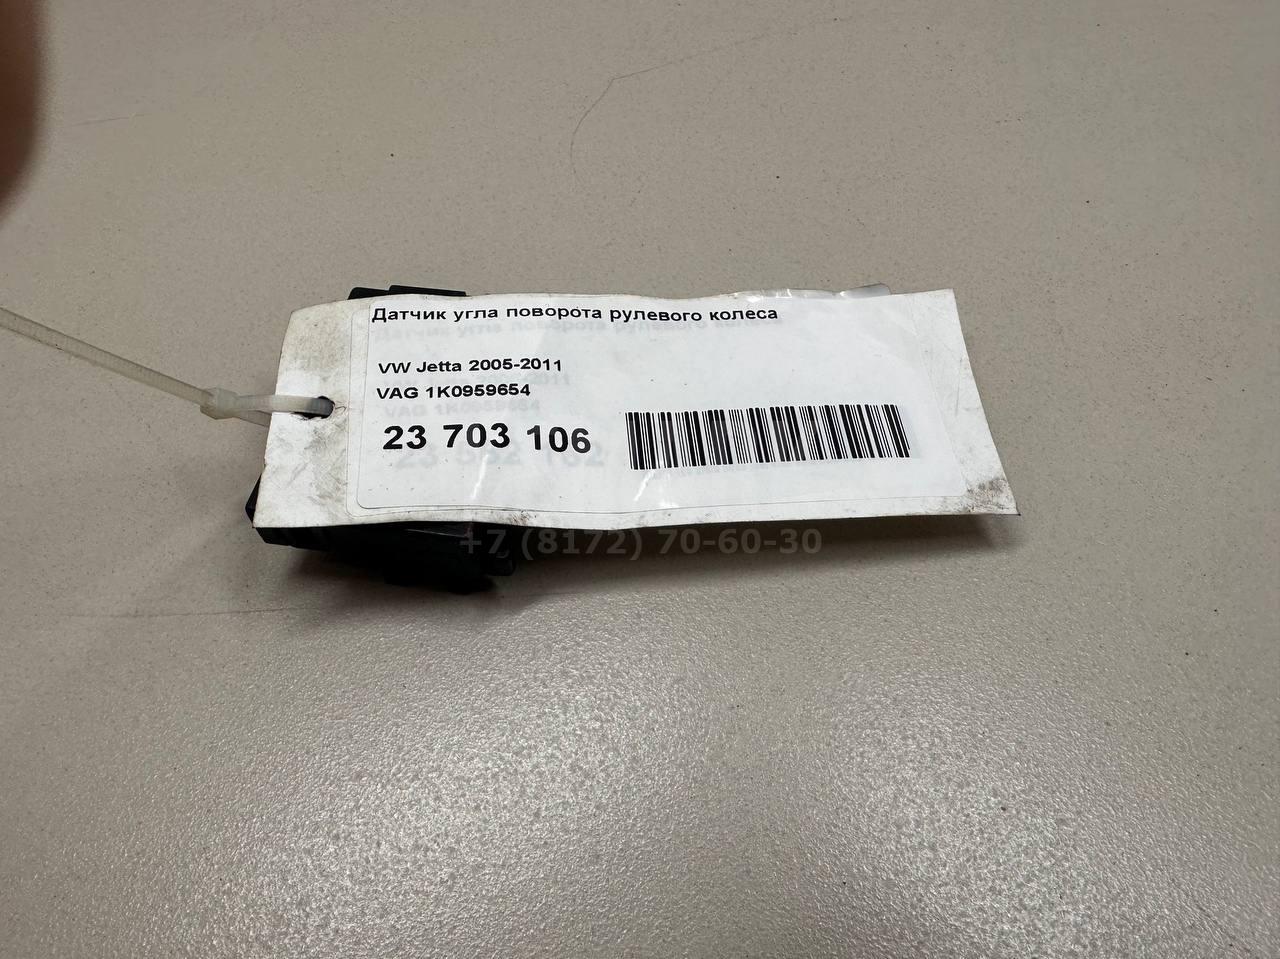 Датчик угла поворота рулевого колеса
VW Jetta 2005-2011
VAG 1K0959654
23 703 106
+7 (8172) 70-60-30